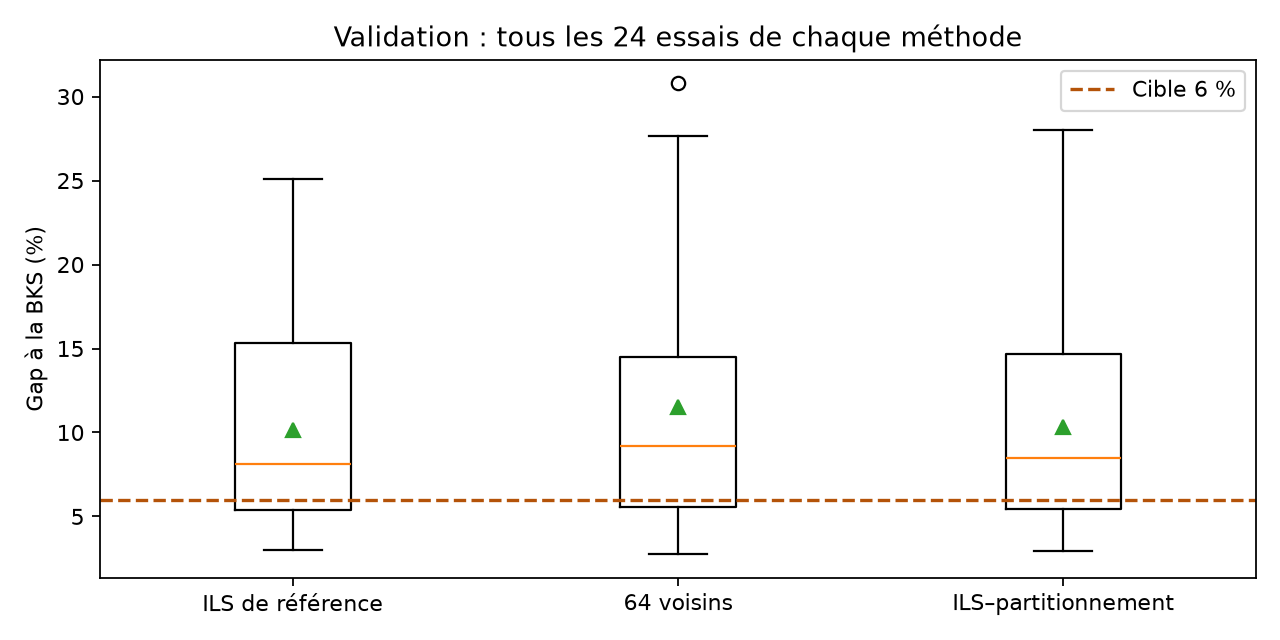 Validation : tous les 24 essais de chaque méthode
Cible 6 %
Gap à la BKS (%)
30
25
20
15
10
5
ILS de référence
64 voisins
ILS–partitionnement